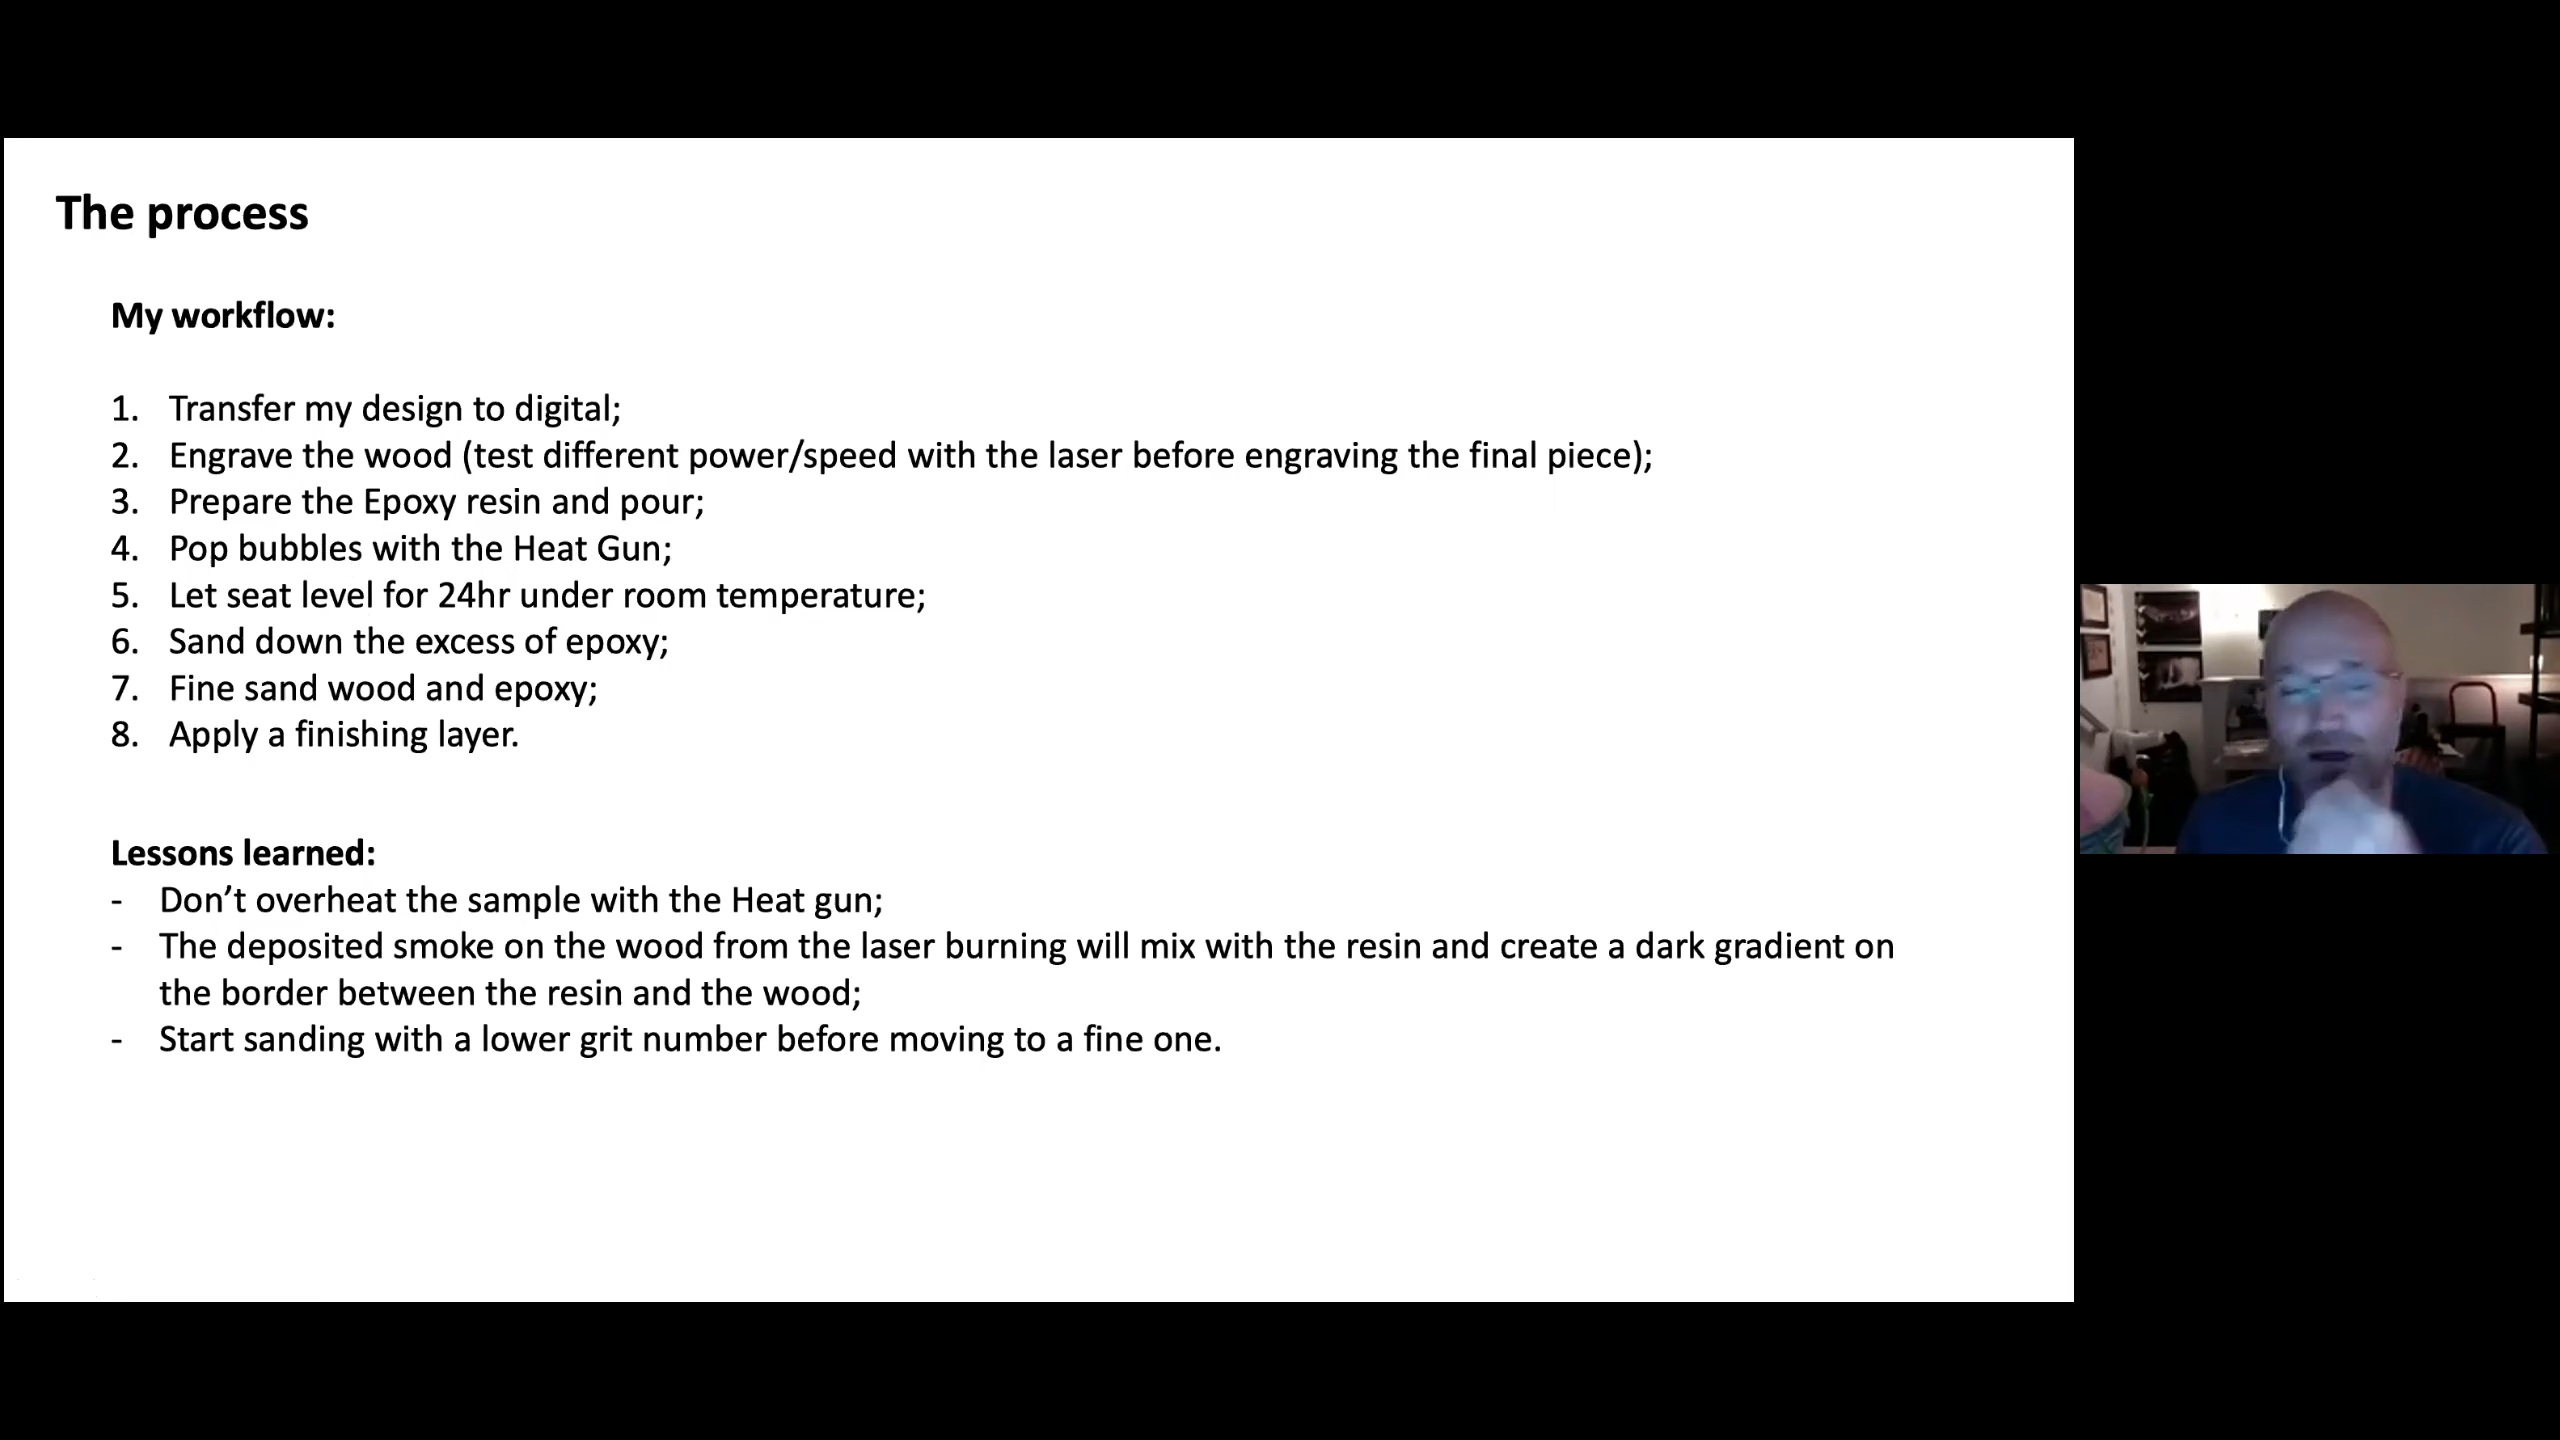 The process
My workflow:
1. Transfer my design to digital;
2. Engrave the wood (test different power/speed with the laser before engraving the final piece);
3. Prepare the Epoxy resin and pour;
4. Pop bubbles with the Heat Gun;
5. Let seat level for 24hr under room temperature;
6. Sand down the excess of epoxy;
7. Fine sand wood and epoxy;
8. Apply a finishing layer.
Lessons learned:
- Don’t overheat the sample with the Heat gun;
- The deposited smoke on the wood from the laser burning will mix with the resin and create a dark gradient on
the border between the resin and the wood;
- Start sanding with a lower grit number before moving to a fine one.